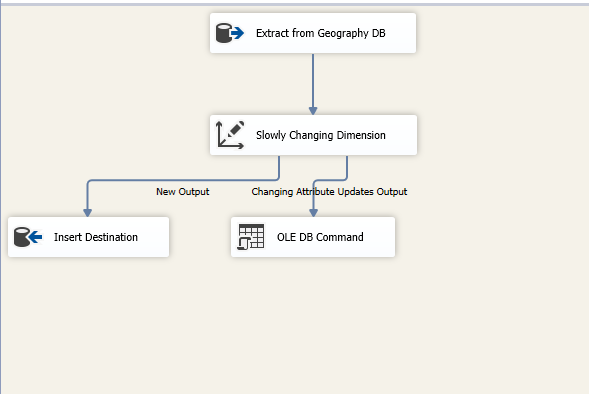 Extract from Geography DB
Slowly Changing Dimension
New Output
Changing Attribute Updates Output
Insert Destination
OLE DB Command